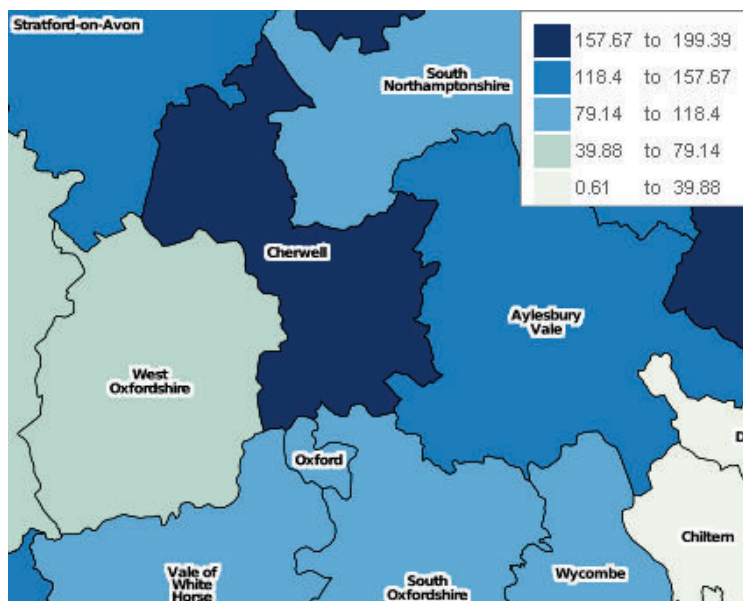 Stratford-on-Avon
157.67 to 199.39
118.4 to 157.67
79.14 to 118.4
39.88 to 79.14
0.61 to 39.88
South
Northamptonshire
Cherwell
Aylesbury
Vale
West
Oxfordshire
D
Oxford
Chiltern
Vale of
White
Horse
South
Oxfordshire
Wycombe